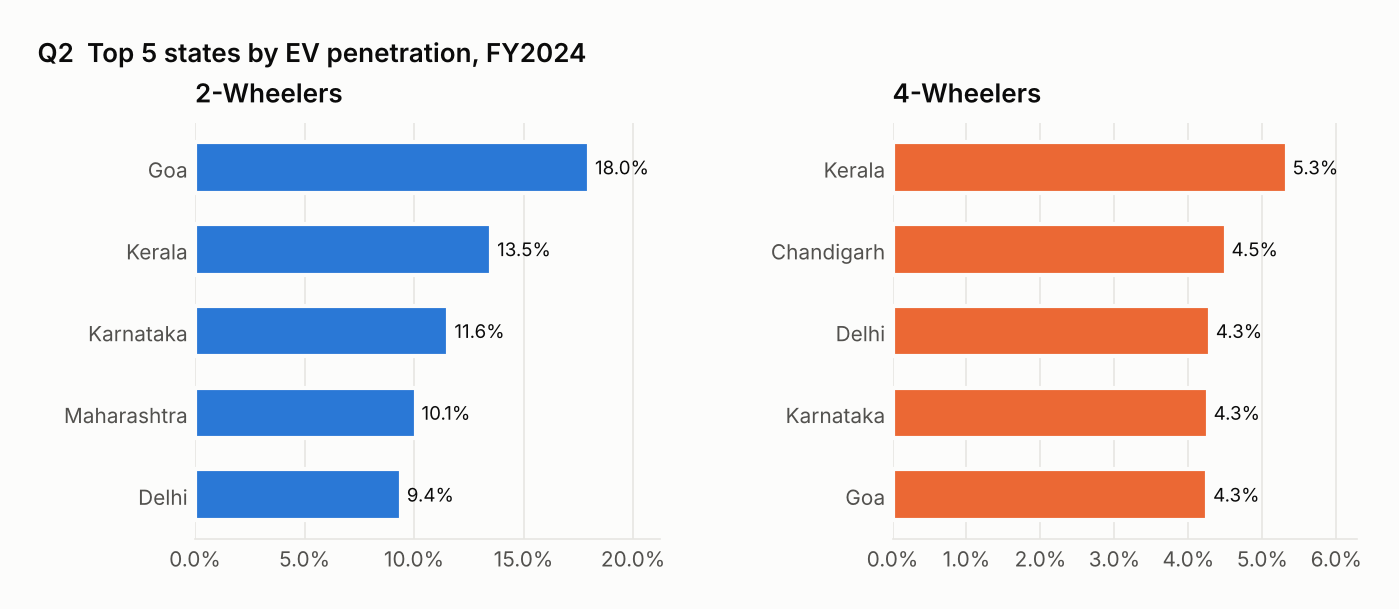 Q2 Top 5 states by EV penetration, FY2024
2-Wheelers
Goa 18.0%
Kerala 13.5%
Karnataka 11.6%
Maharashtra 10.1%
Delhi 9.4%
0.0% 5.0% 10.0% 15.0% 20.0%
4-Wheelers
Kerala 5.3%
Chandigarh 4.5%
Delhi 4.3%
Karnataka 4.3%
Goa 4.3%
0.0% 1.0% 2.0% 3.0% 4.0% 5.0% 6.0%